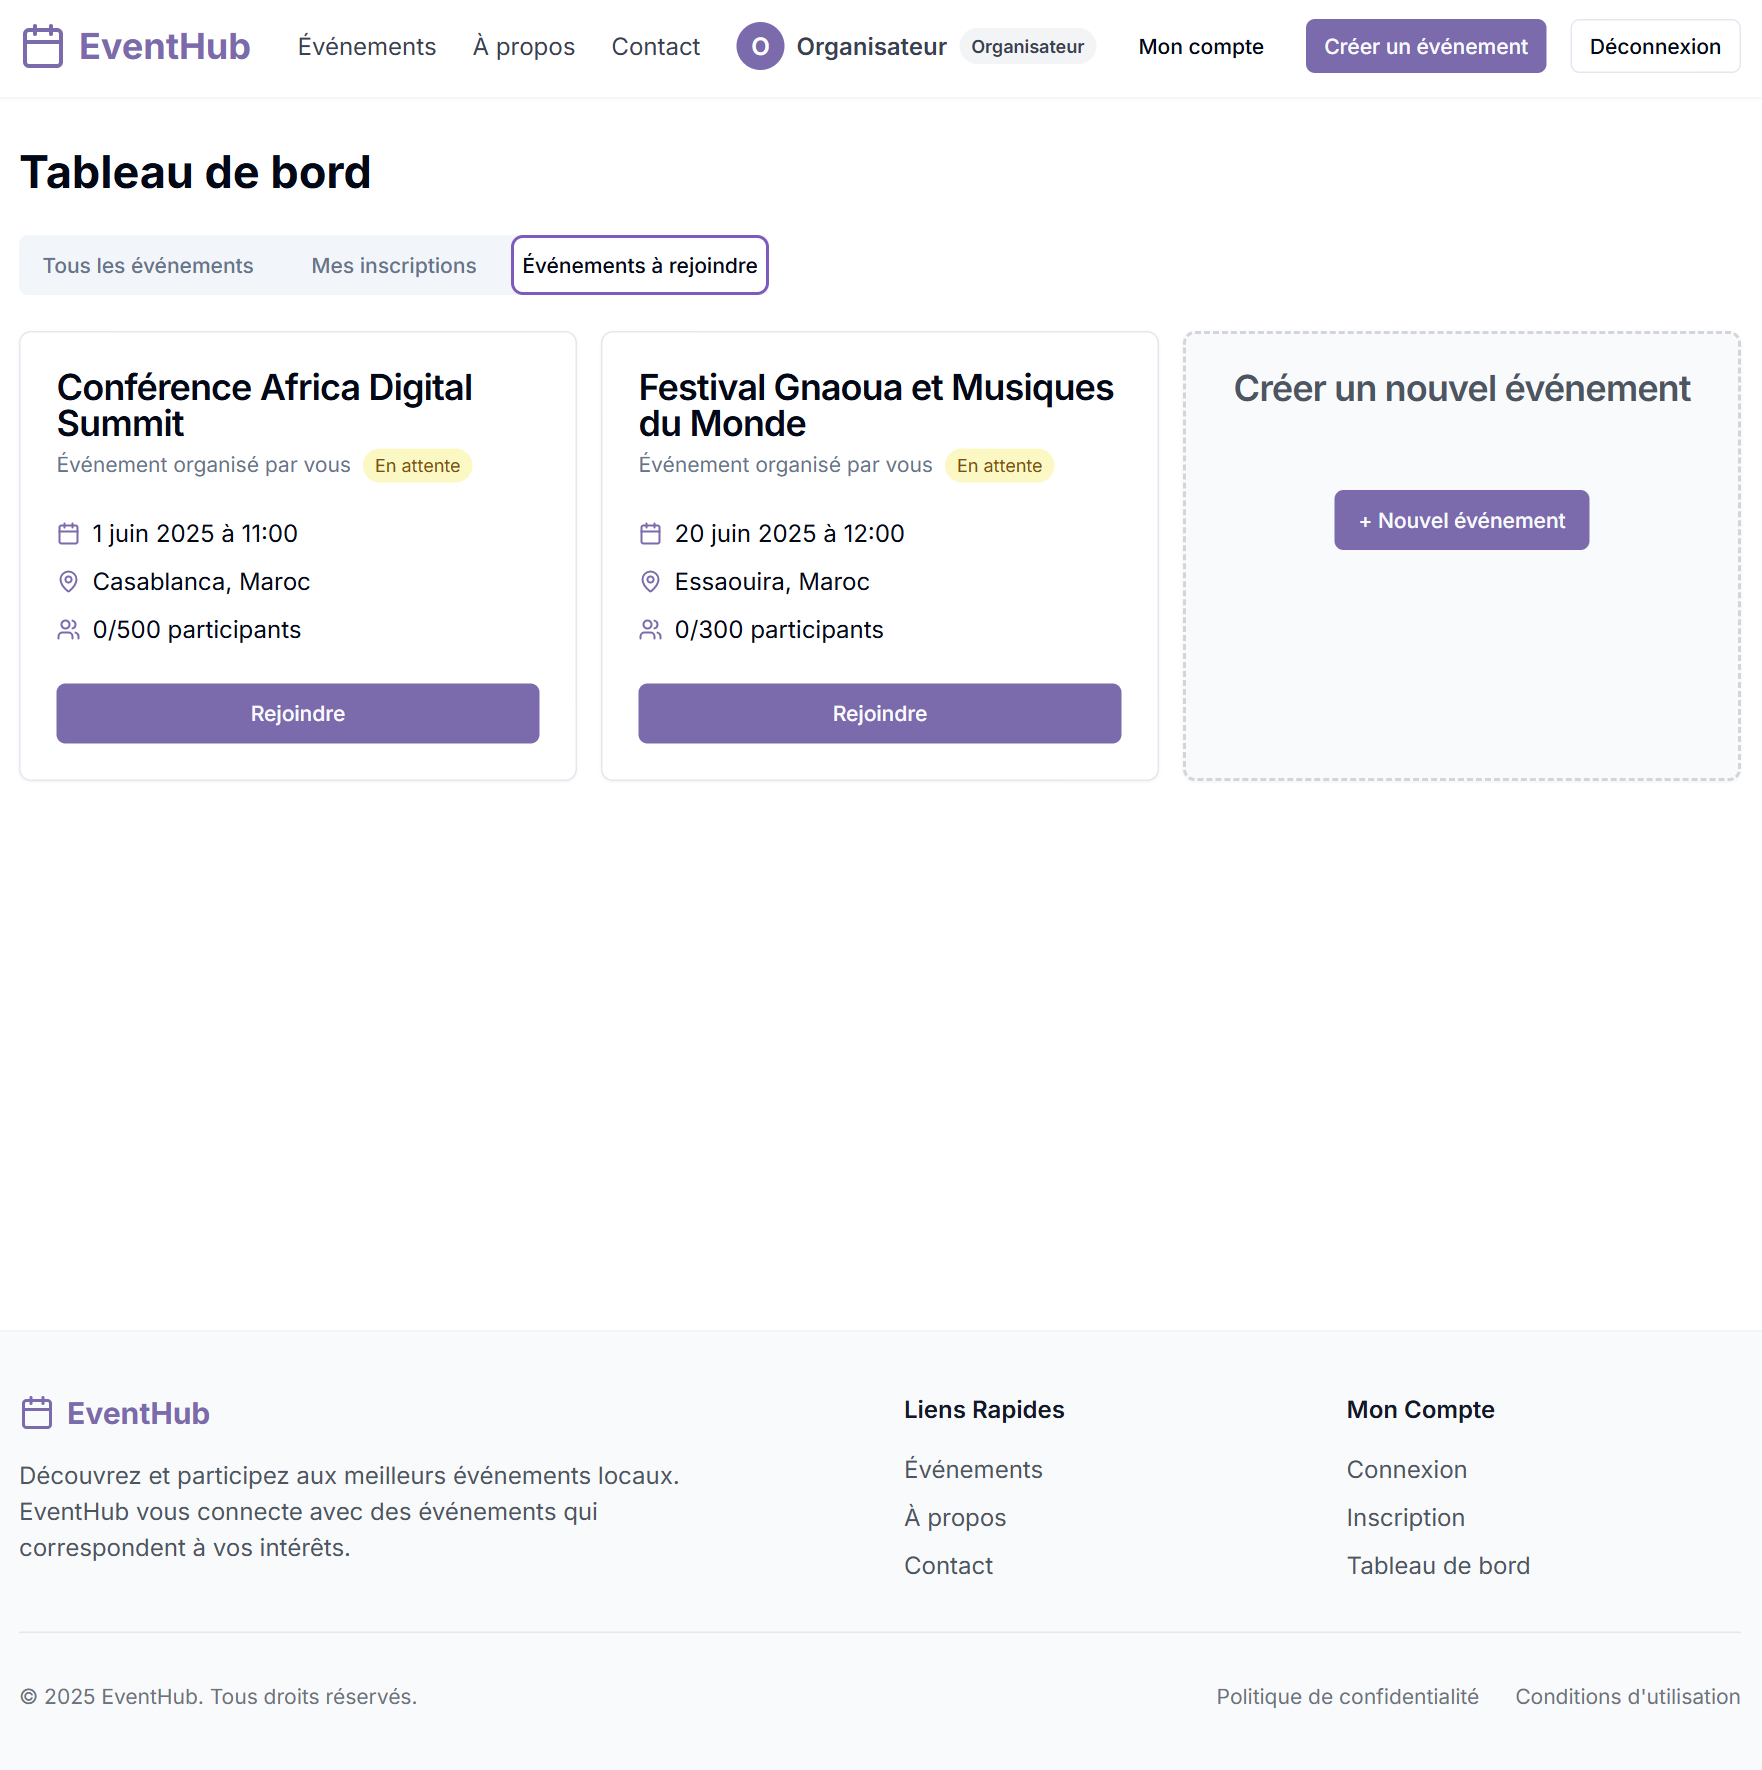 EventHub
Événements
À propos
Contact
O
Organisateur
Organisateur
Mon compte
Créer un événement
Déconnexion
Tableau de bord
Tous les événements
Mes inscriptions
Événements à rejoindre
Conférence Africa Digital
Summit
Événement organisé par vous
En attente
1 juin 2025 à 11:00
Casablanca, Maroc
0/500 participants
Rejoindre
Festival Gnaoua et Musiques
du Monde
Événement organisé par vous
En attente
20 juin 2025 à 12:00
Essaouira, Maroc
0/300 participants
Rejoindre
Créer un nouvel événement
+ Nouvel événement
EventHub
Découvrez et participez aux meilleurs événements locaux.
EventHub vous connecte avec des événements qui
correspondent à vos intérêts.
Liens Rapides
Événements
À propos
Contact
Mon Compte
Connexion
Inscription
Tableau de bord
© 2025 EventHub. Tous droits réservés.
Politique de confidentialité
Conditions d'utilisation